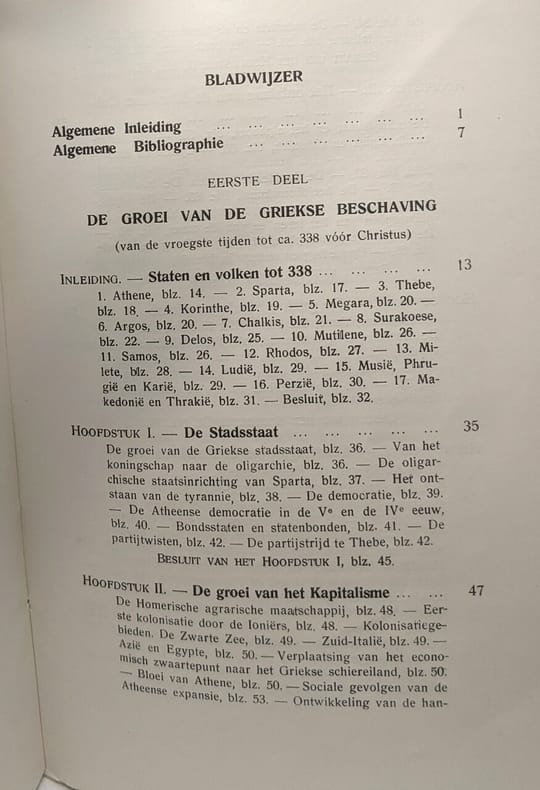 BLADWIJZER
Algemene Inleiding ... ... ... ... ... ... ... 1
Algemene Bibliographie ... ... ... ... ... ... 7
EERSTE DEEL
DE GROEI VAN DE GRIEKSE BESCHAVING
(van de vroegste tijden tot ca. 338 vóór Christus)
INLEIDING. — Staten en volken tot 338 ... ... ... ... 13
1. Athene, blz. 14. — 2. Sparta, blz. 17. — 3. Thebe,
blz. 18. — 4. Korinthe, blz. 19. — 5. Megara, blz. 20. —
6. Argos, blz. 20. — 7. Chalkis, blz. 21. — 8. Surakoese,
blz. 22. — 9. Delos, blz. 25. — 10. Mutilene, blz. 26. —
11. Samos, blz. 26. — 12. Rhodos, blz. 27. — 13. Mi-
lete, blz. 28. — 14. Ludië, blz. 29. — 15. Musië, Phru-
gië en Karië, blz. 29. — 16. Perzië, blz. 30. — 17. Ma-
kedonië en Thrakië, blz. 31. — Besluit, blz. 32.
HOOFDSTUK I. — De Stadsstaat ... ... ... ... ... 35
De groei van de Griekse stadsstaat, blz. 36. — Van het
koningschap naar de oligarchie, blz. 36. — De oligar-
chische staatsinrichting van Sparta, blz. 37. — Het ont-
staan van de tyrannie, blz. 38. — De democratie, blz. 39.
— De Atheense democratie in de Ve en de IVe eeuw,
blz. 40. — Bondsstaten en statenbonden, blz. 41. — De
partijtwisten, blz. 42. — De partijstrijd te Thebe, blz. 42.
BESLUIT VAN HET HOOFDSTUK I, blz. 45.
HOOFDSTUK II. — De groei van het Kapitalisme ... ... 47
De Homerische agrarische maatschappij, blz. 48. — Eer-
ste kolonisatie door de Ioniërs, blz. 48. — Kolonisatiege-
bieden. De Zwarte Zee, blz. 49. — Zuid-Italië, blz. 49. —
Azië en Egypte, blz. 50. — Verplaatsing van het econo-
misch zwaartepunt naar het Griekse schiereiland, blz. 50.
— Bloei van Athene, blz. 50. — Sociale gevolgen van de
Atheense expansie, blz. 53. — Ontwikkeling van de han-